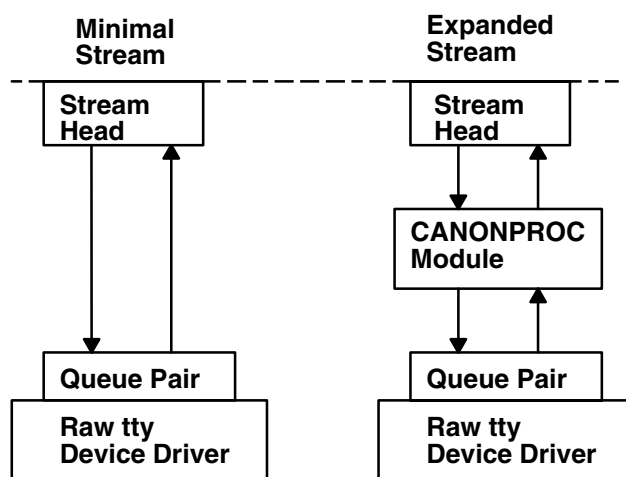 Minimal
Stream
Expanded
Stream
Stream
Head
Stream
Head
CANONPROC
Module
Queue Pair
Queue Pair
Raw tty
Device Driver
Raw tty
Device Driver